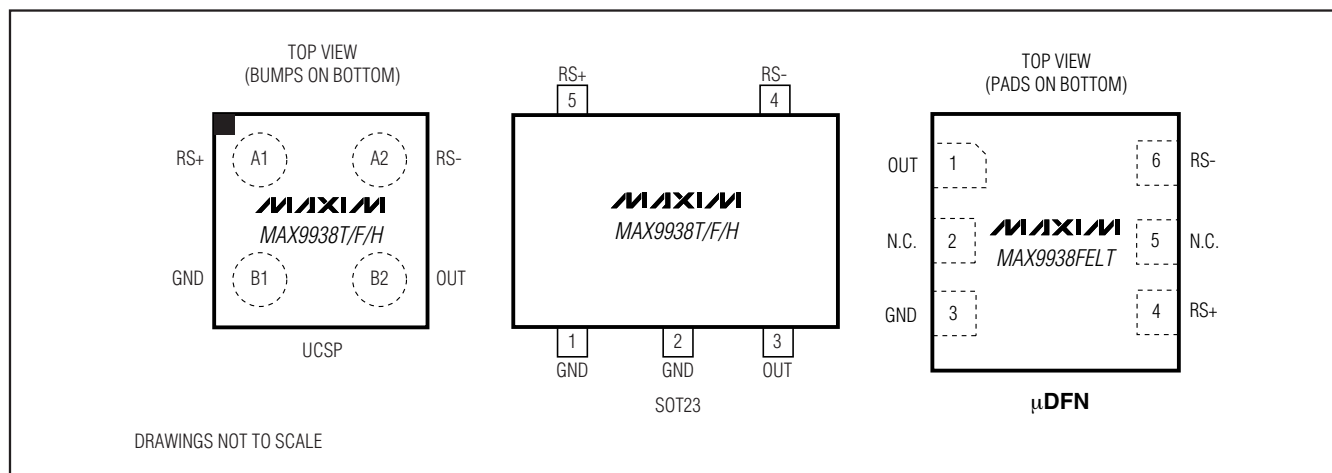 TOP VIEW
(BUMPS ON BOTTOM)
RS+
A1
A2
RS-
MAXIM
MAX9938T/F/H
GND
B1
B2
OUT
UCSP
RS+
RS-
5
4
MAXIM
MAX9938T/F/H
1
2
3
GND
GND
OUT
SOT23
TOP VIEW
(PADS ON BOTTOM)
OUT
1
6
RS-
MAXIM
N.C.
2
5
N.C.
MAX9938FELT
GND
3
4
RS+
µDFN
DRAWINGS NOT TO SCALE